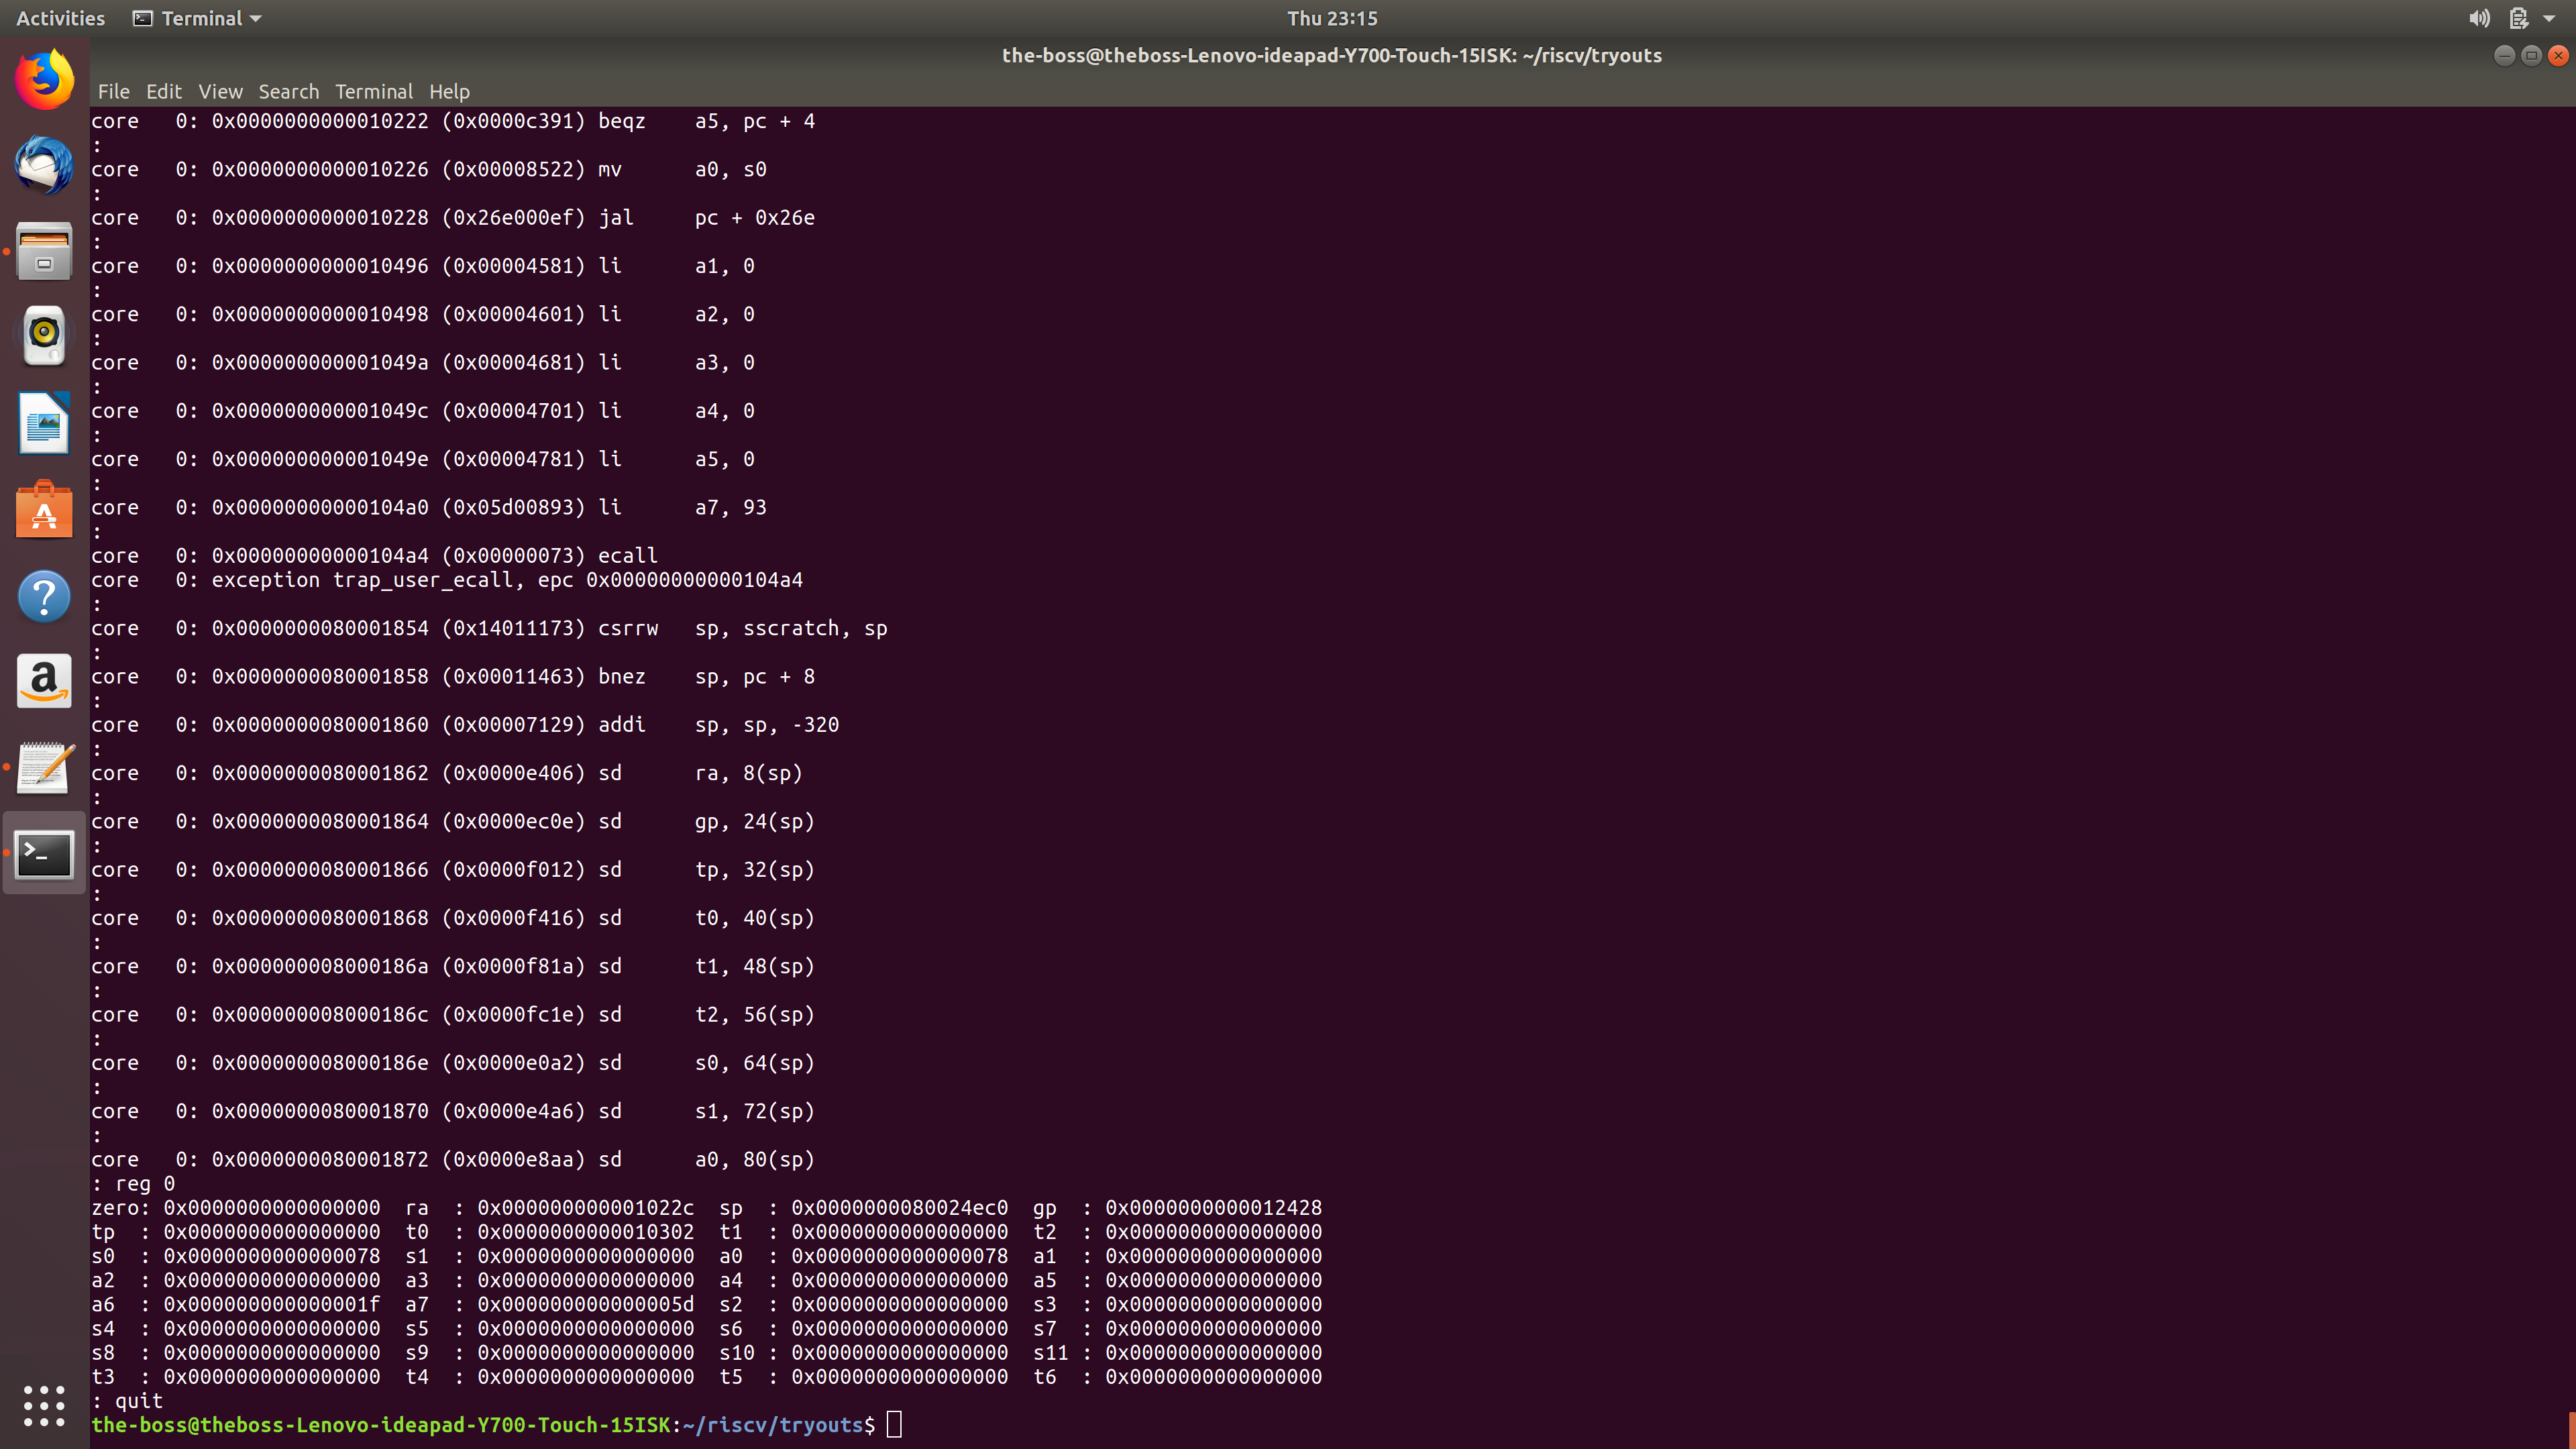 Activities Terminal Thu 23:15
the-boss@theboss-Lenovo-ideapad-Y700-Touch-15ISK: ~/riscv/tryouts
File Edit View Search Terminal Help
core   0: 0x0000000000010222 (0x0000c391) beqz    a5, pc + 4
:
core   0: 0x0000000000010226 (0x00008522) mv      a0, s0
:
core   0: 0x0000000000010228 (0x26e000ef) jal     pc + 0x26e
:
core   0: 0x0000000000010496 (0x00004581) li      a1, 0
:
core   0: 0x0000000000010498 (0x00004601) li      a2, 0
:
core   0: 0x000000000001049a (0x00004681) li      a3, 0
:
core   0: 0x000000000001049c (0x00004701) li      a4, 0
:
core   0: 0x000000000001049e (0x00004781) li      a5, 0
:
core   0: 0x00000000000104a0 (0x05d00893) li      a7, 93
:
core   0: 0x00000000000104a4 (0x00000073) ecall
core   0: exception trap_user_ecall, epc 0x00000000000104a4
:
core   0: 0x0000000080001854 (0x14011173) csrrw   sp, sscratch, sp
:
core   0: 0x0000000080001858 (0x00011463) bnez    sp, pc + 8
:
core   0: 0x0000000080001860 (0x00007129) addi    sp, sp, -320
:
core   0: 0x0000000080001862 (0x0000e406) sd      ra, 8(sp)
:
core   0: 0x0000000080001864 (0x0000ec0e) sd      gp, 24(sp)
:
core   0: 0x0000000080001866 (0x0000f012) sd      tp, 32(sp)
:
core   0: 0x0000000080001868 (0x0000f416) sd      t0, 40(sp)
:
core   0: 0x000000008000186a (0x0000f81a) sd      t1, 48(sp)
:
core   0: 0x000000008000186c (0x0000fc1e) sd      t2, 56(sp)
:
core   0: 0x000000008000186e (0x0000e0a2) sd      s0, 64(sp)
:
core   0: 0x0000000080001870 (0x0000e4a6) sd      s1, 72(sp)
:
core   0: 0x0000000080001872 (0x0000e8aa) sd      a0, 80(sp)
: reg 0
zero: 0x0000000000000000  ra  : 0x000000000001022c  sp  : 0x0000000080024ec0  gp  : 0x0000000000012428
tp  : 0x0000000000000000  t0  : 0x0000000000010302  t1  : 0x0000000000000000  t2  : 0x0000000000000000
s0  : 0x0000000000000078  s1  : 0x0000000000000000  a0  : 0x0000000000000078  a1  : 0x0000000000000000
a2  : 0x0000000000000000  a3  : 0x0000000000000000  a4  : 0x0000000000000000  a5  : 0x0000000000000000
a6  : 0x000000000000001f  a7  : 0x000000000000005d  s2  : 0x0000000000000000  s3  : 0x0000000000000000
s4  : 0x0000000000000000  s5  : 0x0000000000000000  s6  : 0x0000000000000000  s7  : 0x0000000000000000
s8  : 0x0000000000000000  s9  : 0x0000000000000000  s10 : 0x0000000000000000  s11 : 0x0000000000000000
t3  : 0x0000000000000000  t4  : 0x0000000000000000  t5  : 0x0000000000000000  t6  : 0x0000000000000000
: quit
the-boss@theboss-Lenovo-ideapad-Y700-Touch-15ISK:~/riscv/tryouts$